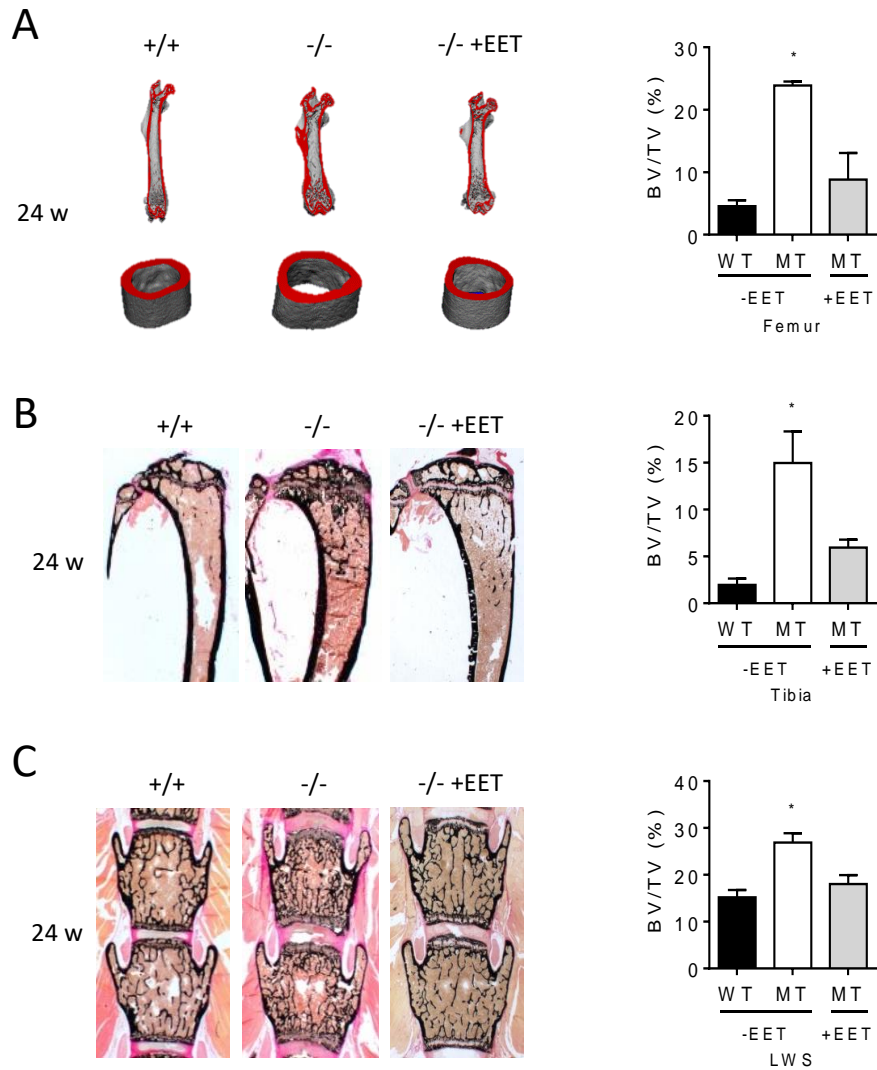 A
+/+ -/- -/- +EET
24 w
BV/TV (%)
30
20
10
0
WT MT MT
-EET +EET
Femur
*
B
+/+ -/- -/- +EET
24 w
BV/TV (%)
20
15
10
5
0
WT MT MT
-EET +EET
Tibia
*
C
+/+ -/- -/- +EET
24 w
BV/TV (%)
40
30
20
10
0
WT MT MT
-EET +EET
LWS
*